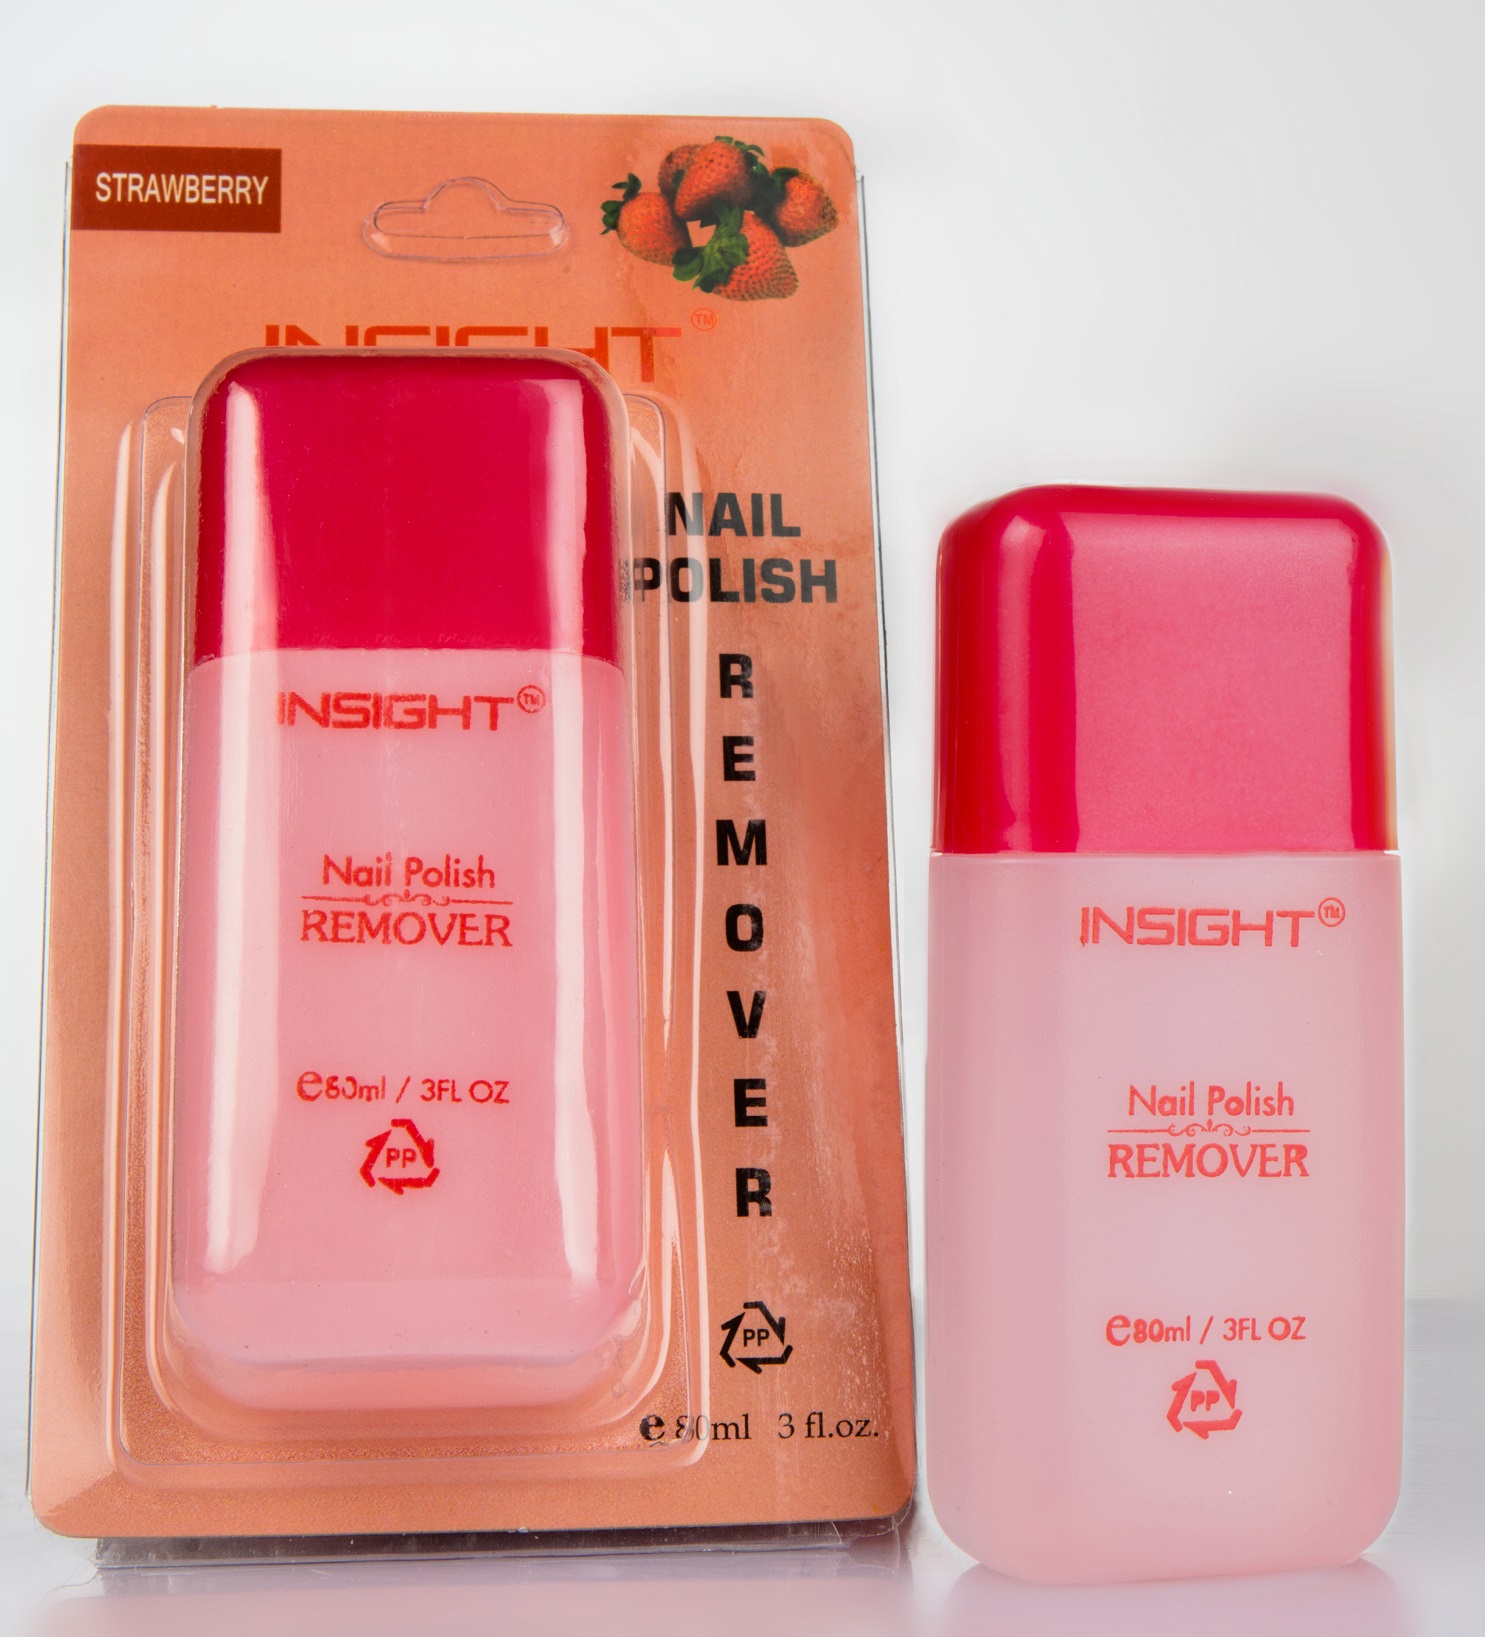 STRAWBERRY
INSIGHT™
NAIL
POLISH
R
E
M
O
V
E
R
PP
e 80ml 3 fl.oz.
INSIGHT™
Nail Polish
REMOVER
e80ml / 3FL OZ
PP
INSIGHT™
Nail Polish
REMOVER
e80ml / 3FL OZ
PP